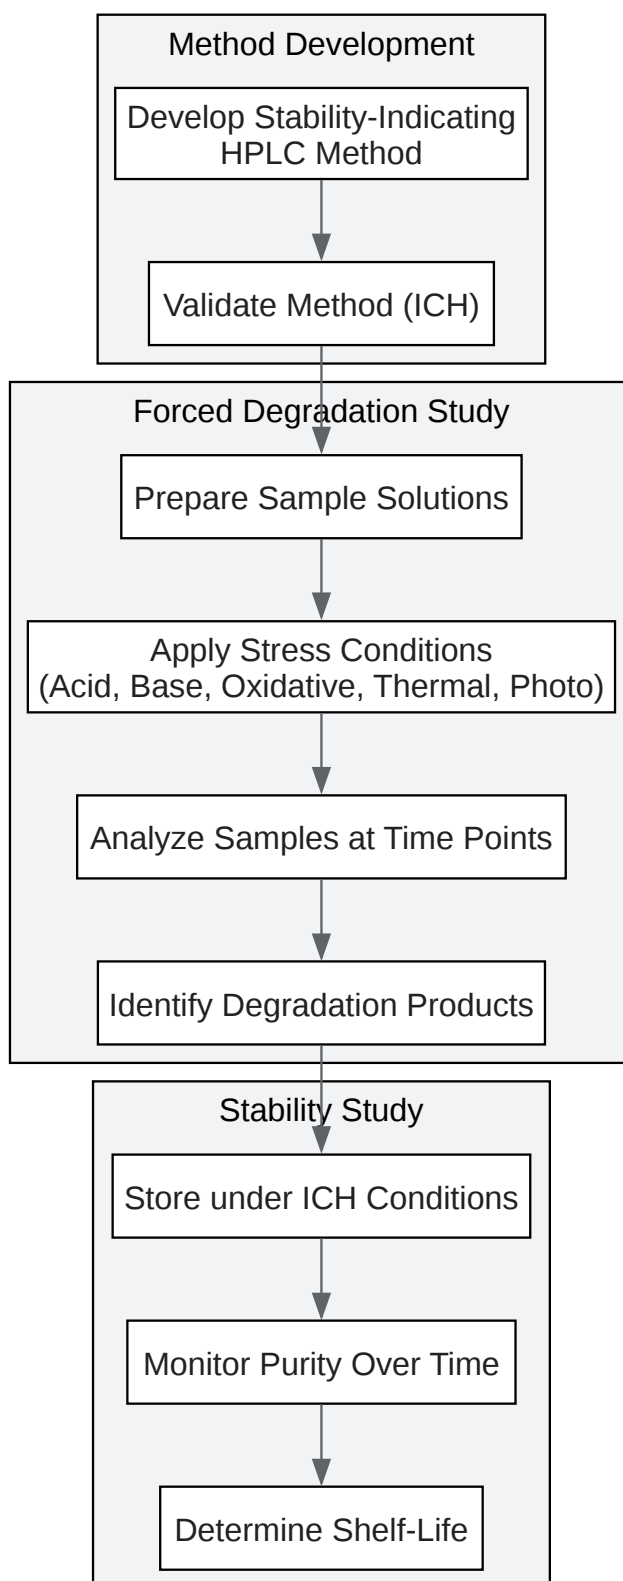 Method Development
Develop Stability-Indicating
HPLC Method
Validate Method (ICH)
Forced Degradation Study
Prepare Sample Solutions
Apply Stress Conditions
(Acid, Base, Oxidative, Thermal, Photo)
Analyze Samples at Time Points
Identify Degradation Products
Stability Study
Store under ICH Conditions
Monitor Purity Over Time
Determine Shelf-Life